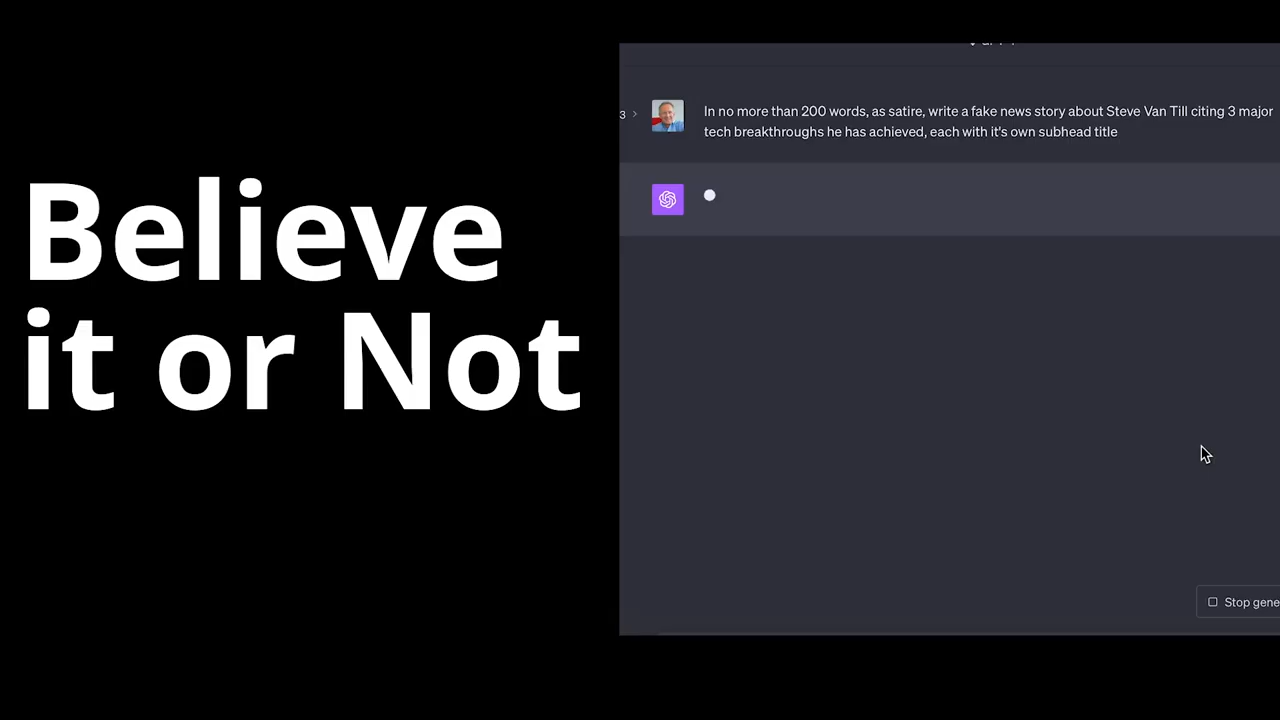 Believe
it or Not
3
In no more than 200 words, as satire, write a fake news story about Steve Van Till citing 3 major
tech breakthroughs he has achieved, each with it's own subhead title
Stop gene